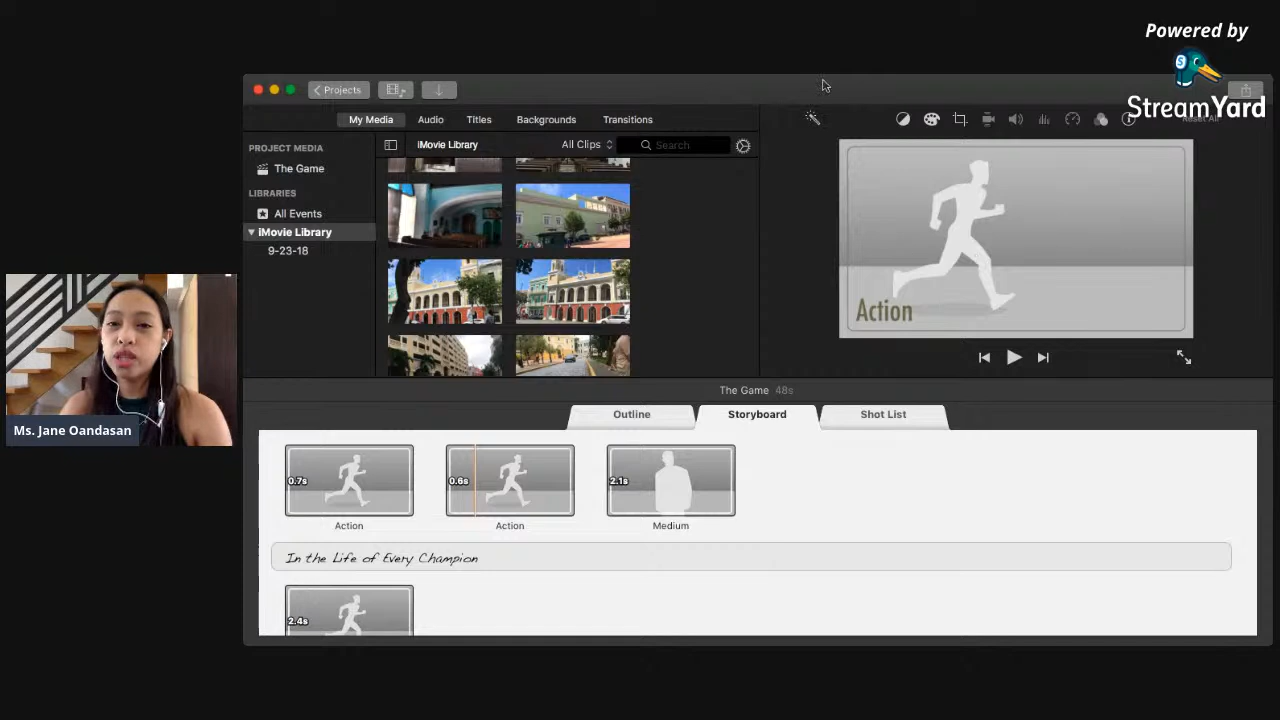 Powered by
StreamYard
Projects
My Media Audio Titles Backgrounds Transitions
Reset All
PROJECT MEDIA
The Game
LIBRARIES
All Events
iMovie Library
9-23-18
iMovie Library All Clips Search
Action
Ms. Jane Oandasan
The Game 48s
Outline Storyboard Shot List
0.7s 0.6s 2.1s
Action Action Medium
In the Life of Every Champion
2.4s